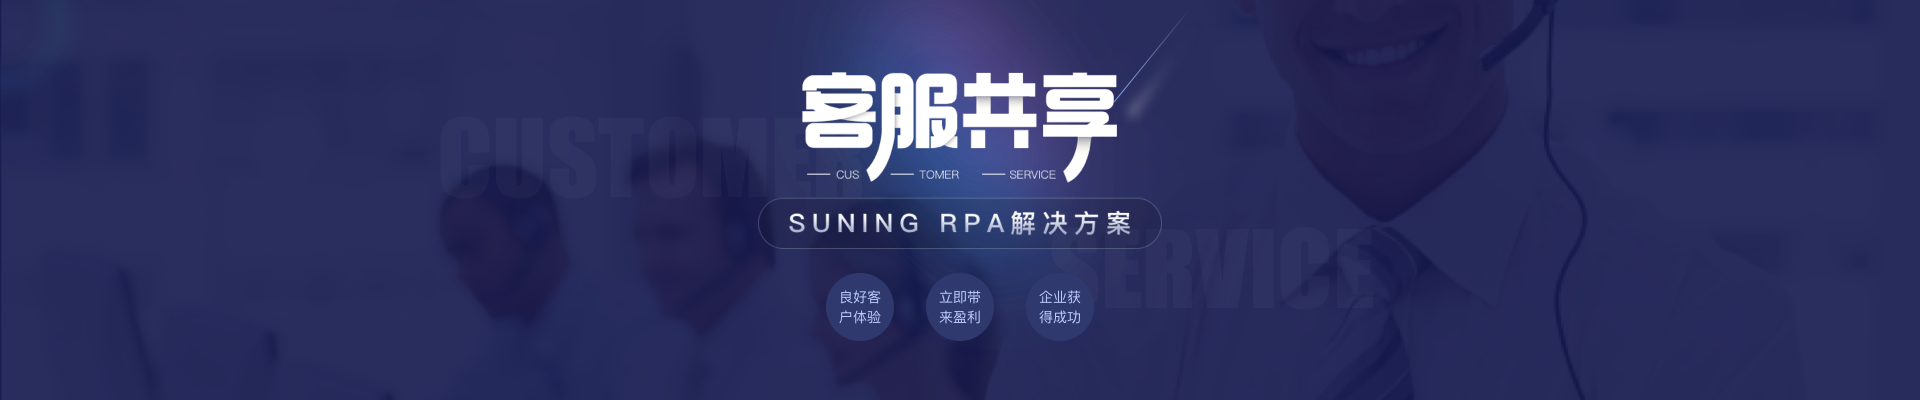 客服共享
CUSTOMER
CUS TOMER SERVICE
SUNING RPA解决方案
SERVICE
良好客
户体验
立即带
来盈利
企业获
得成功